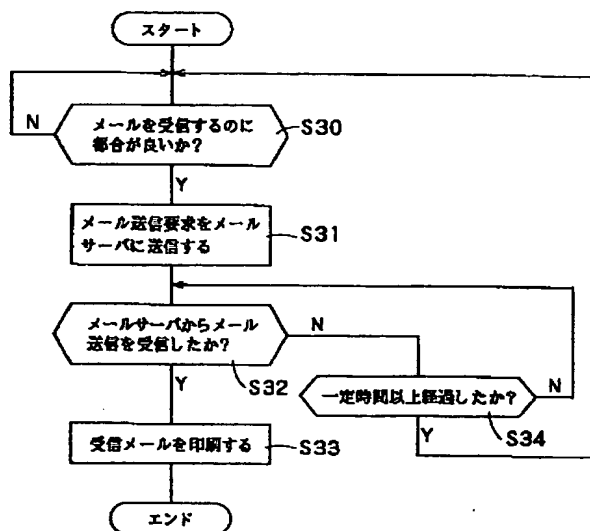 スタート
メールを受信するのに
都合が良いか?
S30
N
Y
メール送信要求をメール
サーバに送信する
S31
メールサーバからメール
送信を受信したか?
N
S32
Y
一定時間以上経過したか?
N
S34
Y
受信メールを印刷する
S33
エンド